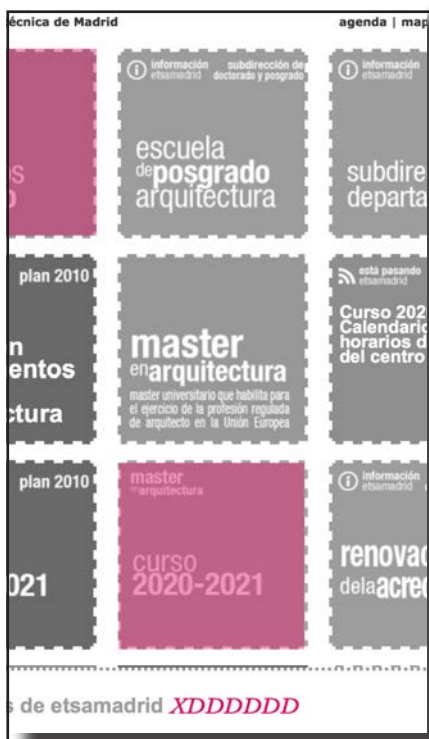 écnica de Madrid
agenda | map
información
etsamadrid
subdirección de
doctorado y posgrado
escuela
deposgrado
arquitectura
información
etsamadrid
subdire
departa
plan 2010
n
entos
ctura
master
enarquitectura
master universitario que habilita para
el ejercicio de la profesión regulada
de arquitecto en la Unión Europea
está pasando
etsamadrid
Curso 202
Calendario
horarios d
del centro
plan 2010
021
master
enarquitectura
curso
2020-2021
información
etsamadrid
renovac
delaacred
s de etsamadrid XDDDDDD